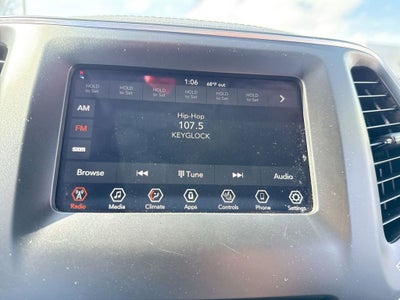 1:06 68°F out
HOLD to Set HOLD to Set HOLD to Set HOLD to Set HOLD to Set HOLD to Set
AM
Hip-Hop
FM
107.5
KEYGLOCK
Browse Tune Audio
Radio Media Climate Apps Controls Phone Settings